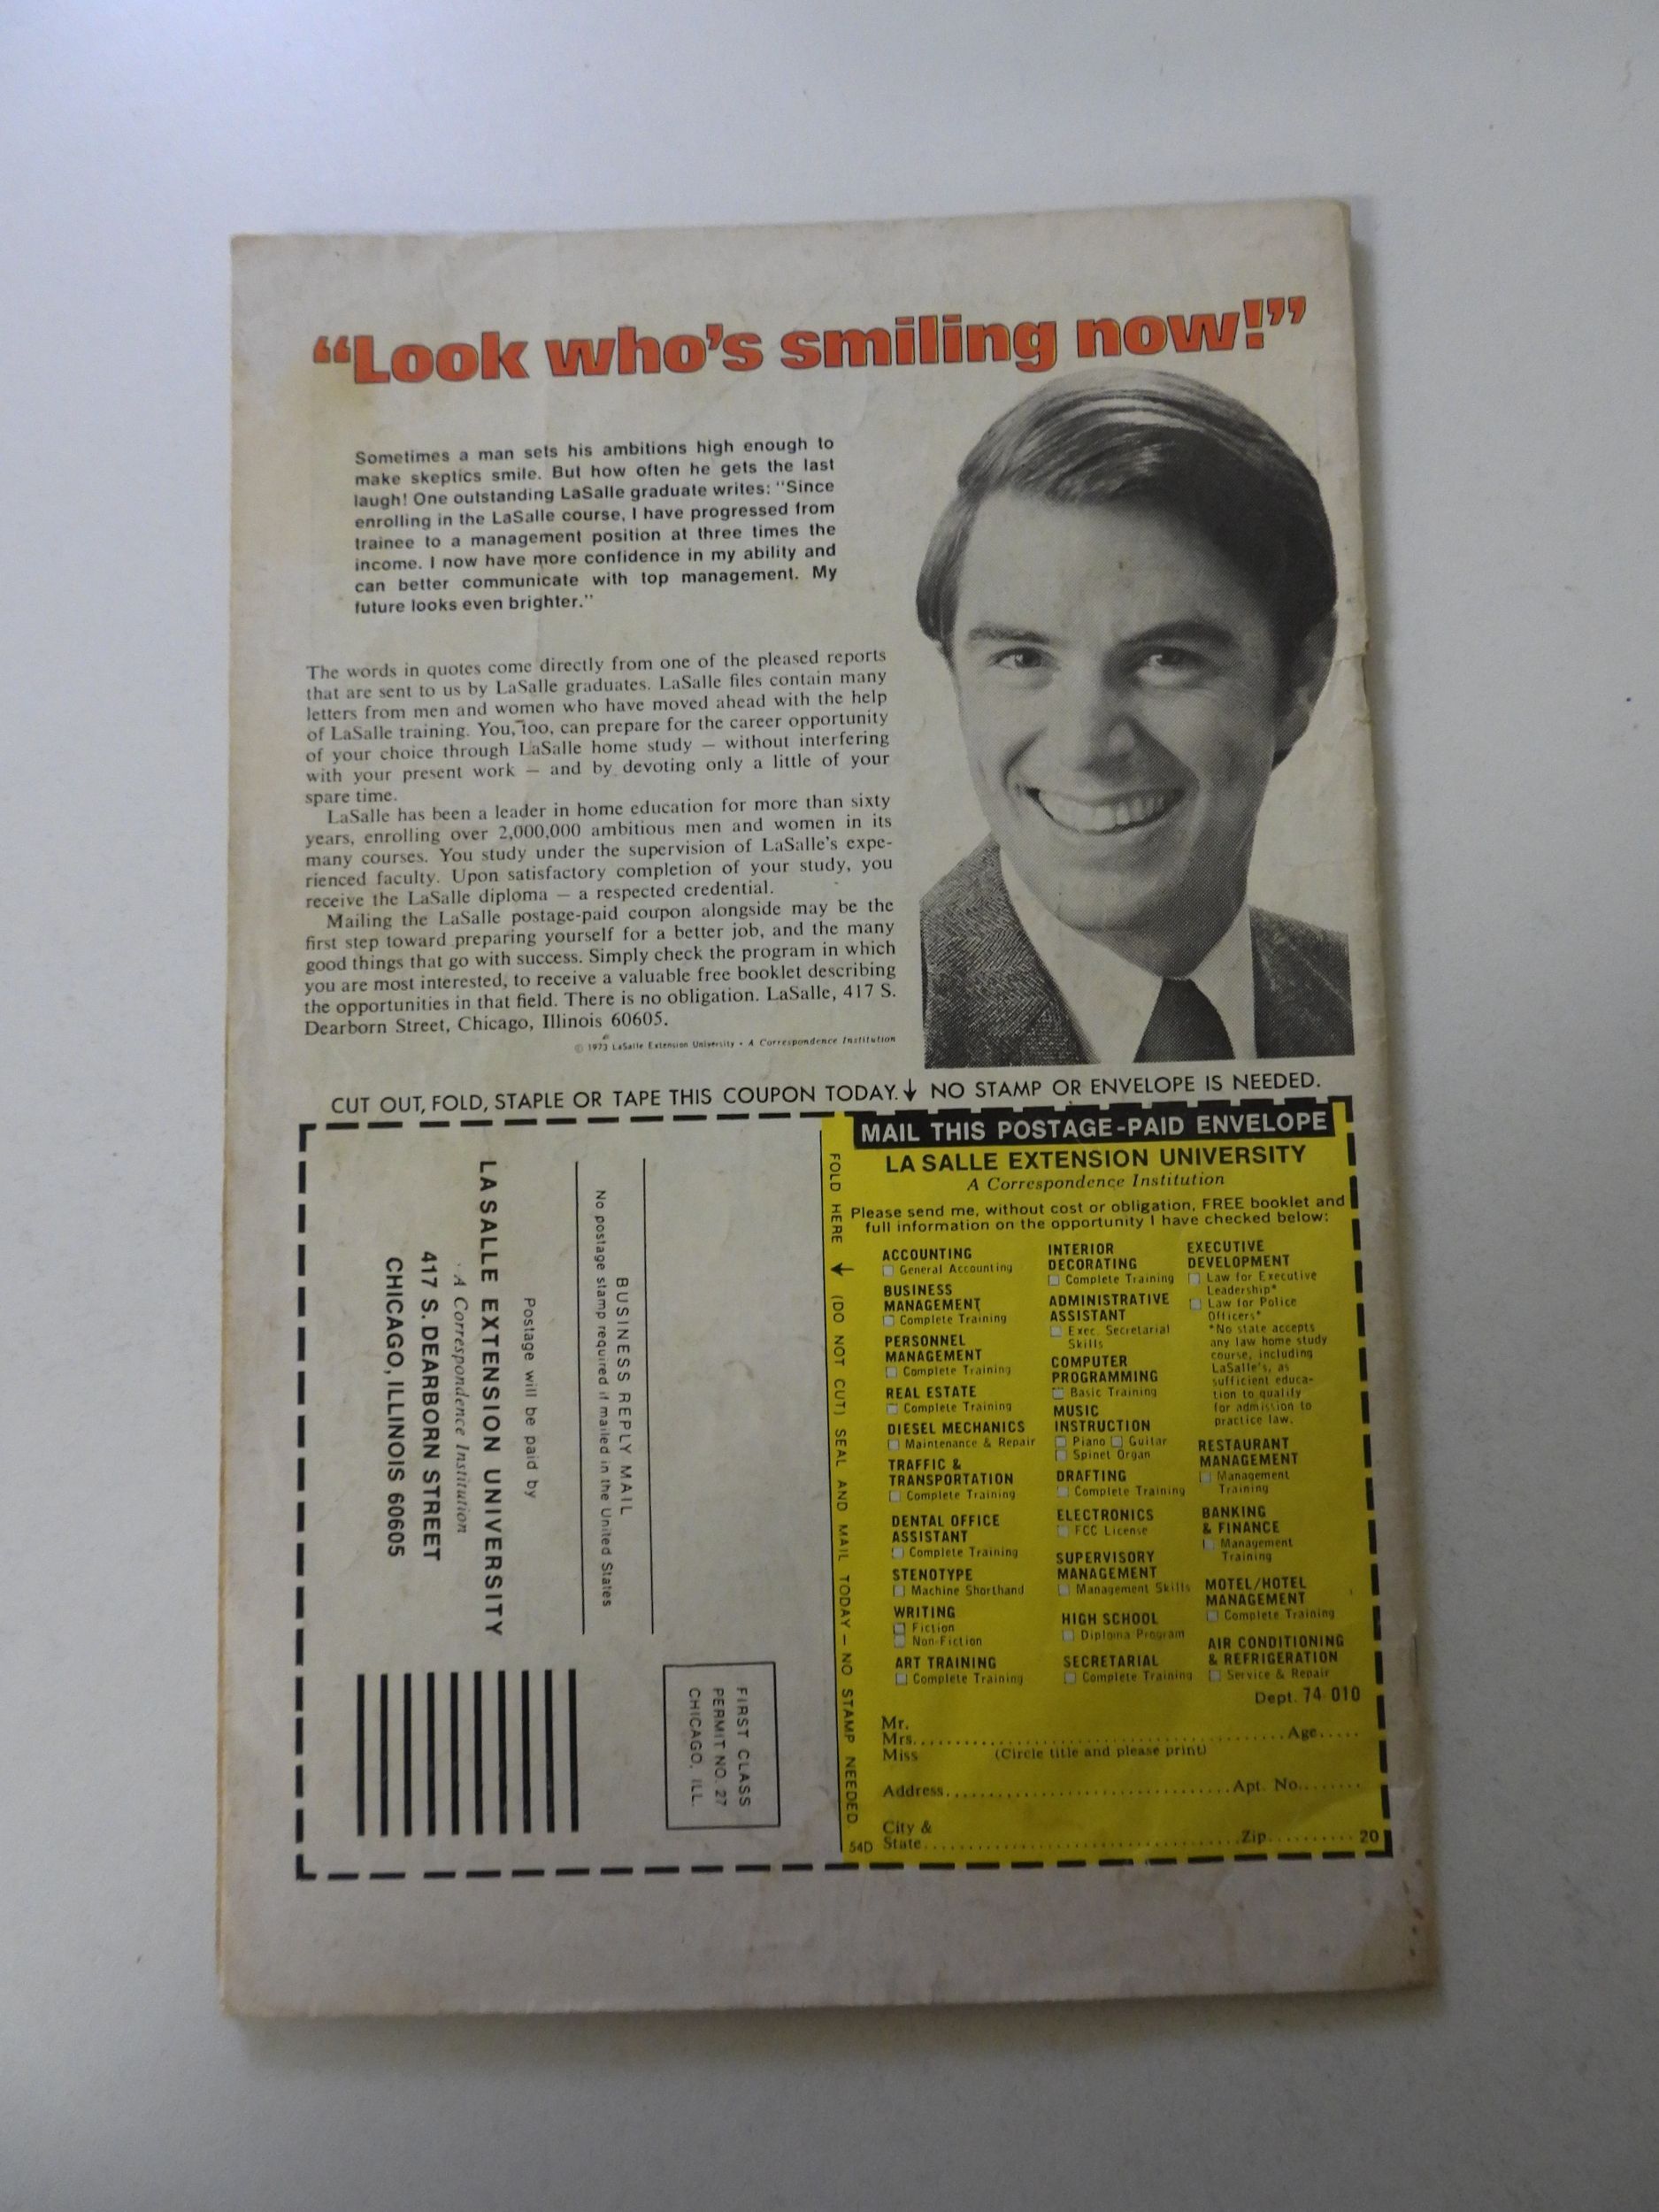 “Look who’s smiling now!”
Sometimes a man sets his ambitions high enough to
make skeptics smile. But how often he gets the last
laugh! One outstanding LaSalle graduate writes: “Since
enrolling in the LaSalle course, I have progressed from
trainee to a management position at three times the
income. I now have more confidence in my ability and
can better communicate with top management. My
future looks even brighter.”
The words in quotes come directly from one of the pleased reports
that are sent to us by LaSalle graduates. LaSalle files contain many
letters from men and women who have moved ahead with the help
of LaSalle training. You, too, can prepare for the career opportunity
of your choice through LaSalle home study — without interfering
with your present work — and by devoting only a little of your
spare time.
LaSalle has been a leader in home education for more than sixty
years, enrolling over 2,000,000 ambitious men and women in its
many courses. You study under the supervision of LaSalle’s expe-
rienced faculty. Upon satisfactory completion of your study, you
receive the LaSalle diploma — a respected credential.
Mailing the LaSalle postage-paid coupon alongside may be the
first step toward preparing yourself for a better job, and the many
good things that go with success. Simply check the program in which
you are most interested, to receive a valuable free booklet describing
the opportunities in that field. There is no obligation. LaSalle, 417 S.
Dearborn Street, Chicago, Illinois 60605.
© 1973 LaSalle Extension University • A Correspondence Institution
CUT OUT, FOLD, STAPLE OR TAPE THIS COUPON TODAY. ↓ NO STAMP OR ENVELOPE IS NEEDED.
FIRST CLASS
PERMIT NO. 27
CHICAGO, ILL.
BUSINESS REPLY MAIL
No postage stamp required if mailed in the United States
Postage will be paid by
LA SALLE EXTENSION UNIVERSITY
A Correspondence Institution
417 S. DEARBORN STREET
CHICAGO, ILLINOIS 60605
FOLD HERE ↓ (DO NOT CUT) SEAL AND MAIL TODAY — NO STAMP NEEDED.
MAIL THIS POSTAGE-PAID ENVELOPE
LA SALLE EXTENSION UNIVERSITY
A Correspondence Institution
Please send me, without cost or obligation, FREE booklet and
full information on the opportunity I have checked below:
ACCOUNTING
☐ General Accounting
BUSINESS
MANAGEMENT
☐ Complete Training
PERSONNEL
MANAGEMENT
☐ Complete Training
REAL ESTATE
☐ Complete Training
DIESEL MECHANICS
☐ Maintenance & Repair
TRAFFIC &
TRANSPORTATION
☐ Complete Training
DENTAL OFFICE
ASSISTANT
☐ Complete Training
STENOTYPE
☐ Machine Shorthand
WRITING
☐ Fiction
☐ Non-Fiction
ART TRAINING
☐ Complete Training
INTERIOR
DECORATING
☐ Complete Training
ADMINISTRATIVE
ASSISTANT
☐ Exec. Secretarial
Skills
COMPUTER
PROGRAMMING
☐ Basic Training
MUSIC
INSTRUCTION
☐ Piano ☐ Guitar
☐ Spinet Organ
DRAFTING
☐ Complete Training
ELECTRONICS
☐ FCC License
SUPERVISORY
MANAGEMENT
☐ Management Skills
HIGH SCHOOL
☐ Diploma Program
SECRETARIAL
☐ Complete Training
EXECUTIVE
DEVELOPMENT
☐ Law for Executive
Leadership*
☐ Law for Police
Officers*
*No state accepts
any law home study
course, including
LaSalle's, as
sufficient educa-
tion to qualify
for admission to
practice law.
RESTAURANT
MANAGEMENT
☐ Management
Training
BANKING
& FINANCE
☐ Management
Training
MOTEL/HOTEL
MANAGEMENT
☐ Complete Training
AIR CONDITIONING
& REFRIGERATION
☐ Service & Repair
Dept. 74-010
Mr.
Mrs. Age
Miss (Circle title and please print)
Address Apt. No.
City &
State Zip 20
54D